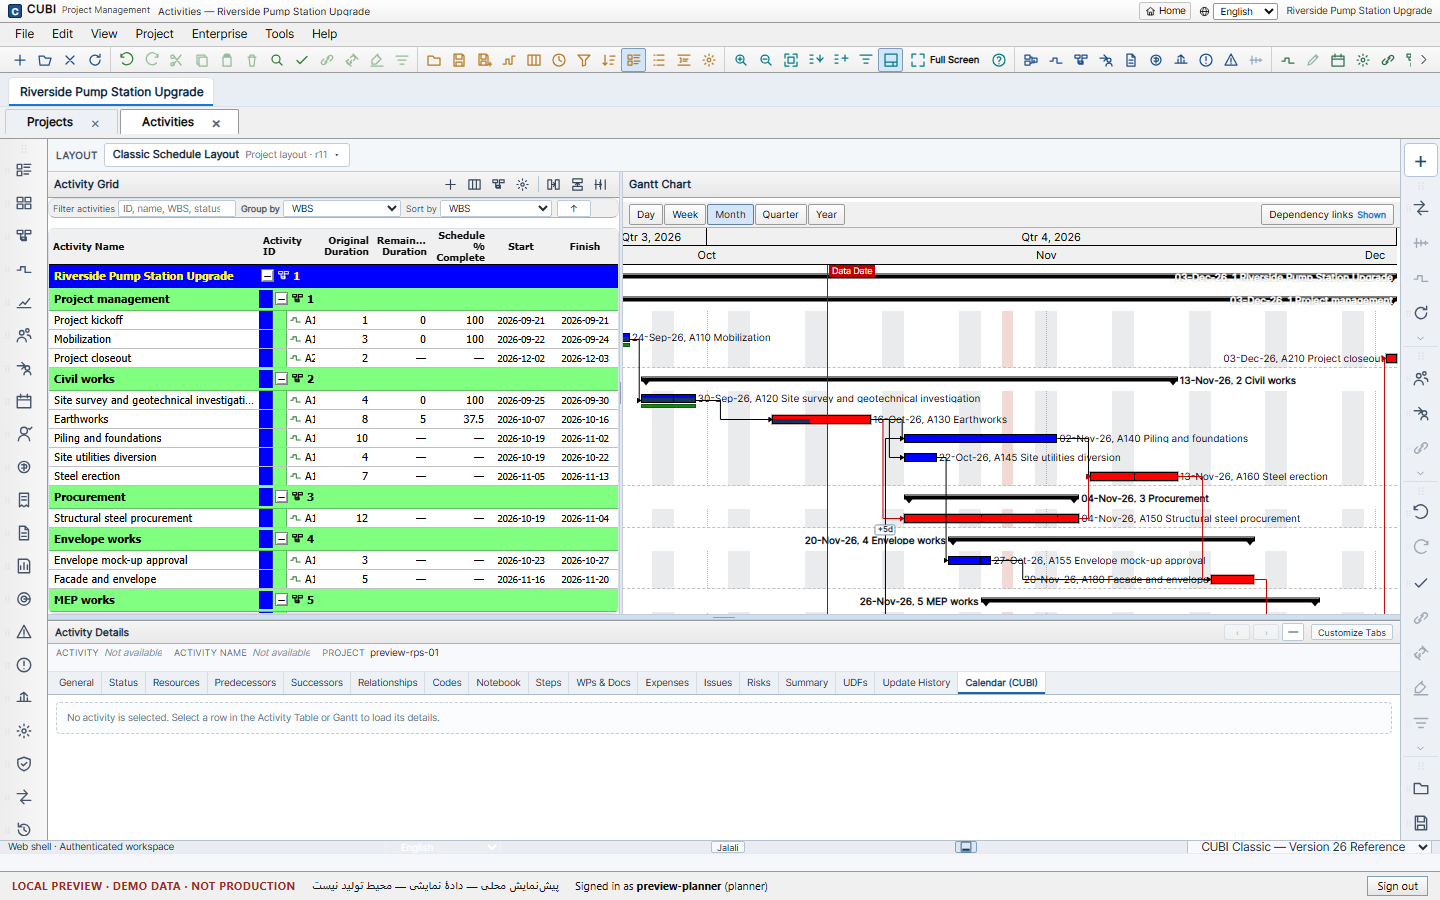 CUBI Project Management Activities — Riverside Pump Station Upgrade Home English Riverside Pump Station Upgrade
File Edit View Project Enterprise Tools Help
Full Screen
Riverside Pump Station Upgrade
Projects Activities
LAYOUT Classic Schedule Layout Project layout · r11
Activity Grid Gantt Chart
Filter activities ID, name, WBS, status Group by WBS Sort by WBS
Day Week Month Quarter Year Dependency links Shown
Activity Name Activity ID Original Duration Remain... Duration Schedule % Complete Start Finish
Qtr 3, 2026 Qtr 4, 2026
Oct Nov Dec
Data Date
Riverside Pump Station Upgrade 1 03-Dec-26, 1 Riverside Pump Station Upgrade
Project management 1 03-Dec-26, 1 Project management
Project kickoff A1 1 0 100 2026-09-21 2026-09-21
Mobilization A1 3 0 100 2026-09-22 2026-09-24 24-Sep-26, A110 Mobilization
Project closeout A2 2 — — 2026-12-02 2026-12-03 03-Dec-26, A210 Project closeout
Civil works 2 13-Nov-26, 2 Civil works
Site survey and geotechnical investigati... A1 4 0 100 2026-09-25 2026-09-30 30-Sep-26, A120 Site survey and geotechnical investigation
Earthworks A1 8 5 37.5 2026-10-07 2026-10-16 16-Oct-26, A130 Earthworks
Piling and foundations A1 10 — — 2026-10-19 2026-11-02 02-Nov-26, A140 Piling and foundations
Site utilities diversion A1 4 — — 2026-10-19 2026-10-22 22-Oct-26, A145 Site utilities diversion
Steel erection A1 7 — — 2026-11-05 2026-11-13 13-Nov-26, A160 Steel erection
Procurement 3 04-Nov-26, 3 Procurement
Structural steel procurement A1 12 — — 2026-10-19 2026-11-04 04-Nov-26, A150 Structural steel procurement
+5d
Envelope works 4 20-Nov-26, 4 Envelope works
Envelope mock-up approval A1 3 — — 2026-10-23 2026-10-27 27-Oct-26, A155 Envelope mock-up approval
Facade and envelope A1 5 — — 2026-11-16 2026-11-20 20-Nov-26, A180 Facade and envelope
MEP works 5 26-Nov-26, 5 MEP works
Activity Details Customize Tabs
ACTIVITY Not available ACTIVITY NAME Not available PROJECT preview-rps-01
General Status Resources Predecessors Successors Relationships Codes Notebook Steps WPs & Docs Expenses Issues Risks Summary UDFs Update History Calendar (CUBI)
No activity is selected. Select a row in the Activity Table or Gantt to load its details.
Web shell · Authenticated workspace English Jalali CUBI Classic — Version 26 Reference
LOCAL PREVIEW · DEMO DATA · NOT PRODUCTION پیش‌نمایش محلی — دادهٔ نمایشی — محیط تولید نیست Signed in as preview-planner (planner) Sign out